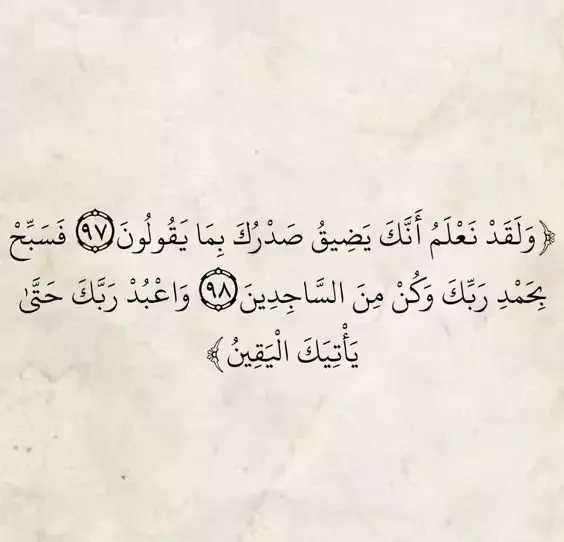 ﴿وَلَقَدْ نَعْلَمُ أَنَّكَ يَضِيقُ صَدْرُكَ بِمَا يَقُولُونَ ٩٧ فَسَبِّحْ
بِحَمْدِ رَبِّكَ وَكُنْ مِنَ السَّاجِدِينَ ٩٨ وَاعْبُدْ رَبَّكَ حَتَّىٰ
يَأْتِيَكَ الْيَقِينُ﴾